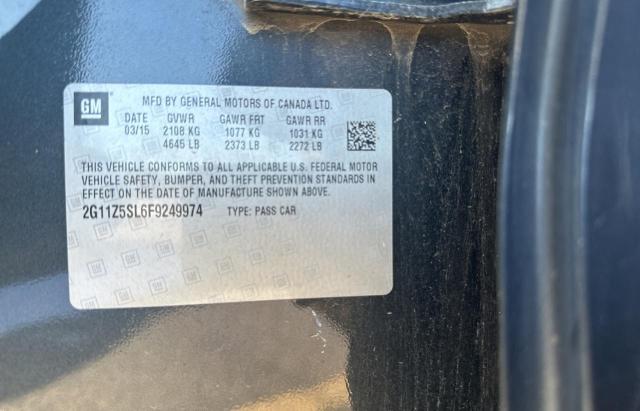 GM MFD BY GENERAL MOTORS OF CANADA LTD.
DATE GVWR GAWR FRT GAWR RR
03/15 2108 KG 1077 KG 1031 KG
4645 LB 2373 LB 2272 LB
THIS VEHICLE CONFORMS TO ALL APPLICABLE U.S. FEDERAL MOTOR
VEHICLE SAFETY, BUMPER, AND THEFT PREVENTION STANDARDS IN
EFFECT ON THE DATE OF MANUFACTURE SHOWN ABOVE.
2G11Z5SL6F9249974 TYPE: PASS CAR